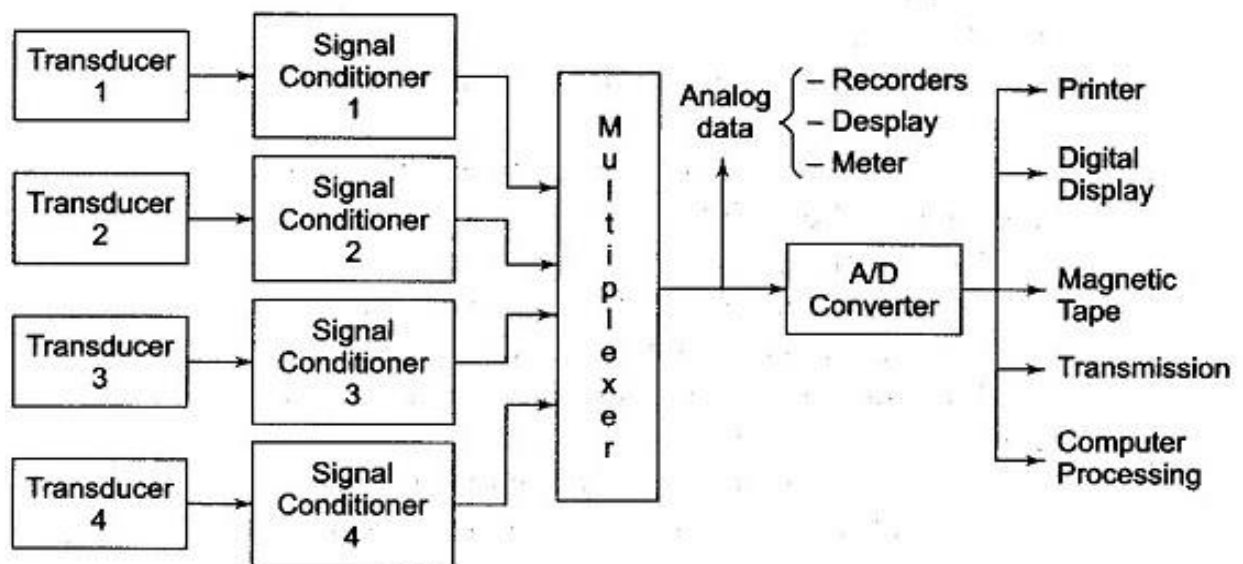 Transducer
1
Signal
Conditioner
1
Transducer
2
Signal
Conditioner
2
Transducer
3
Signal
Conditioner
3
Transducer
4
Signal
Conditioner
4
Multiplexer
Analog
data
– Recorders
– Desplay
– Meter
A/D
Converter
Printer
Digital
Display
Magnetic
Tape
Transmission
Computer
Processing